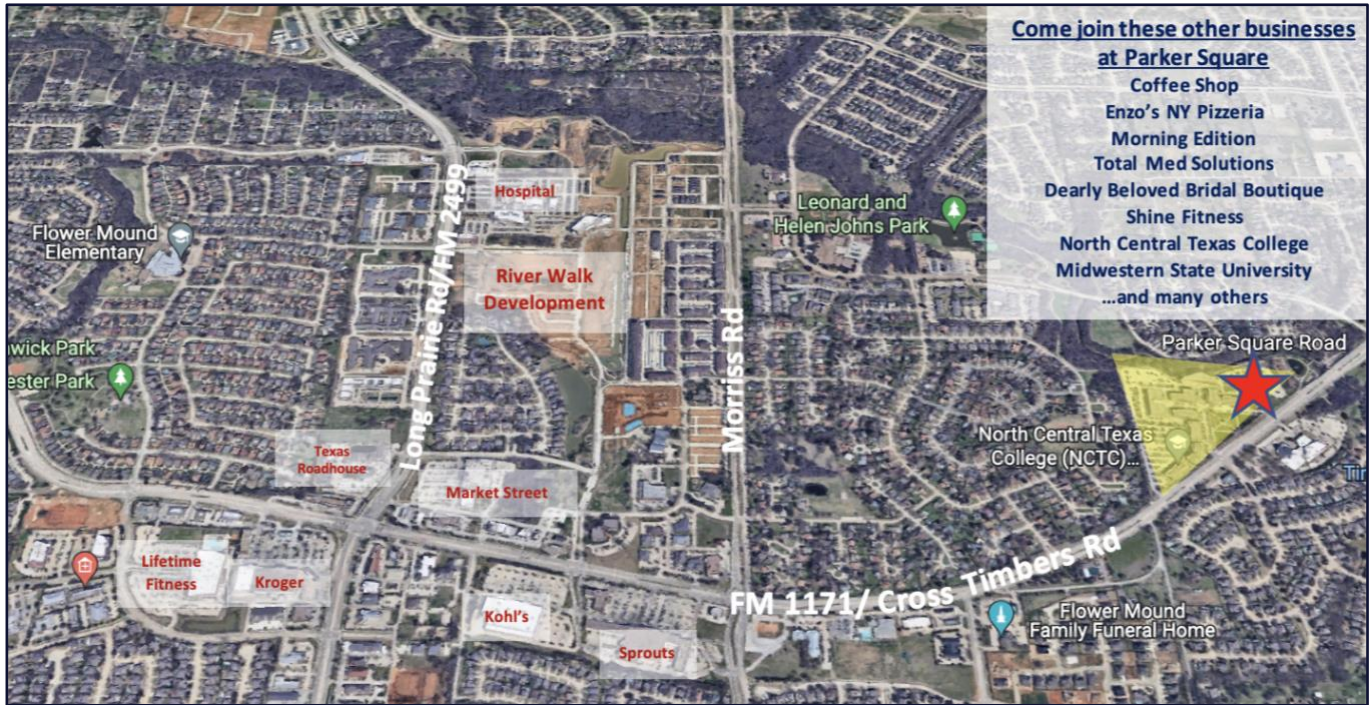 Come join these other businesses
at Parker Square
Coffee Shop
Enzo's NY Pizzeria
Morning Edition
Total Med Solutions
Dearly Beloved Bridal Boutique
Shine Fitness
North Central Texas College
Midwestern State University
...and many others
Long Prairie Rd/FM 2499
Hospital
Leonard and
Helen Johns Park
Flower Mound
Elementary
River Walk
Development
Morriss Rd
Parker Square Road
wick Park
ester Park
North Central Texas
College (NCTC)...
Texas
Roadhouse
Market Street
Lifetime
Fitness
Kroger
Kohl's
Sprouts
FM 1171/ Cross Timbers Rd
Flower Mound
Family Funeral Home